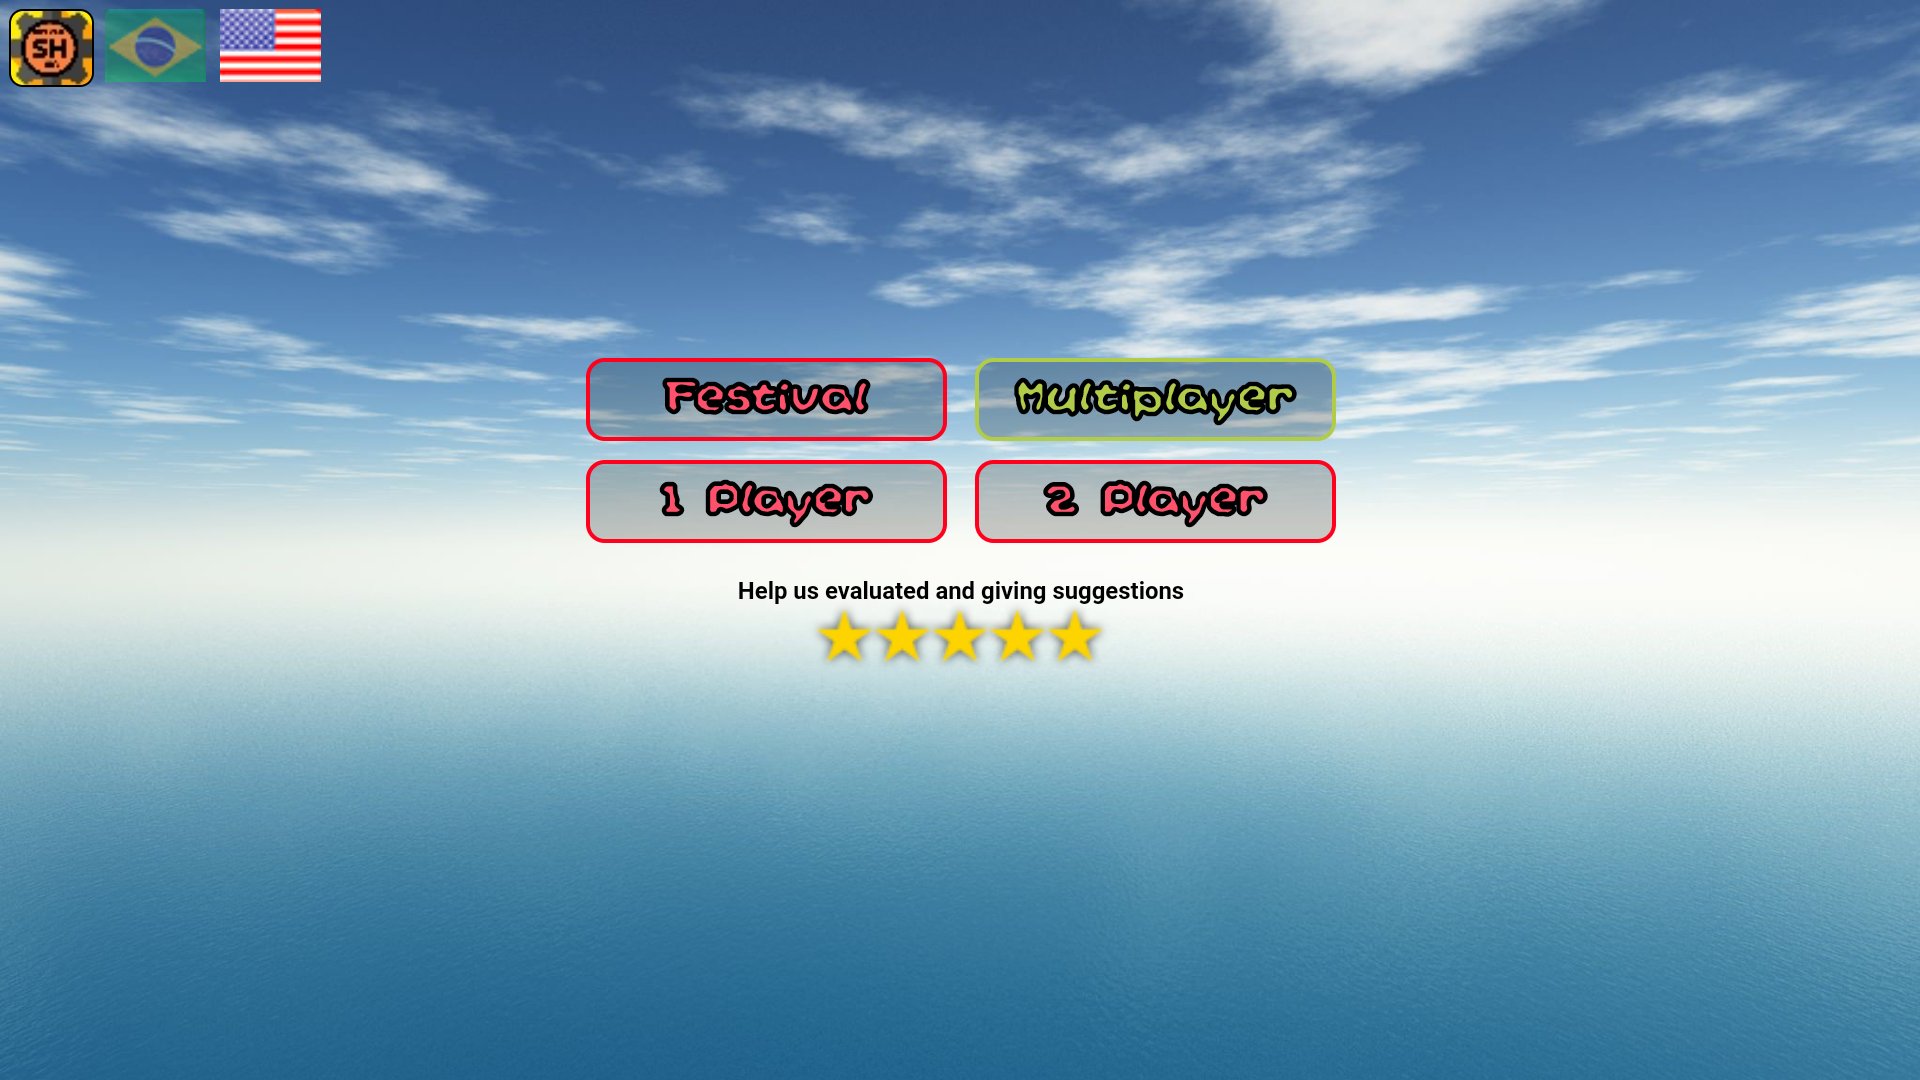 SH
Festival
Multiplayer
1 Player
2 Player
Help us evaluated and giving suggestions